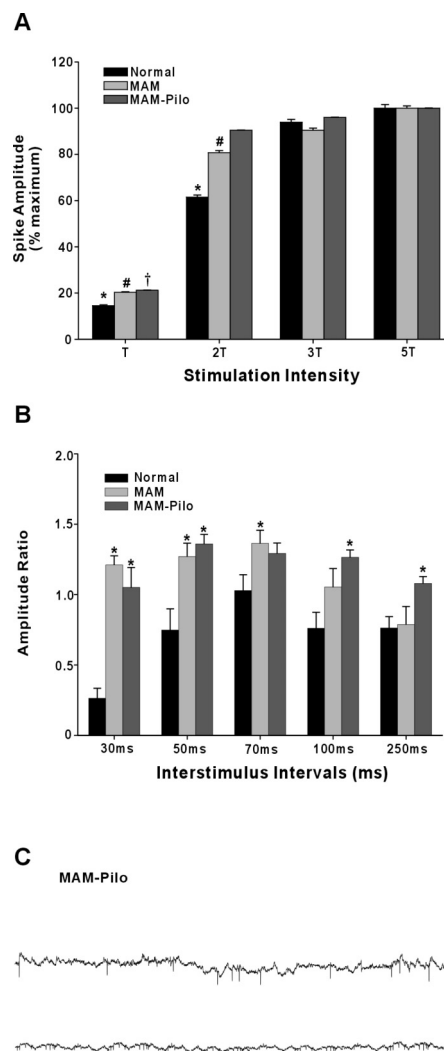 A
Spike Amplitude
(% maximum)
120
100
80
60
40
20
0
Normal
MAM
MAM-Pilo
*
#
†
*
#
T
2T
3T
5T
Stimulation Intensity
B
Amplitude Ratio
2.0
1.5
1.0
0.5
0
Normal
MAM
MAM-Pilo
*
*
*
*
*
*
*
30ms
50ms
70ms
100ms
250ms
Interstimulus Intervals (ms)
C
MAM-Pilo